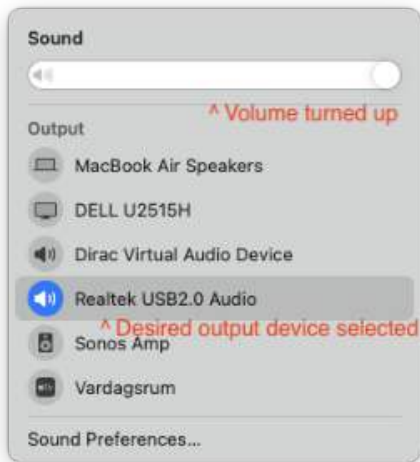 Sound
^ Volume turned up
Output
MacBook Air Speakers
DELL U2515H
Dirac Virtual Audio Device
Realtek USB2.0 Audio
^ Desired output device selected
Sonos Amp
Vardagsrum
Sound Preferences...